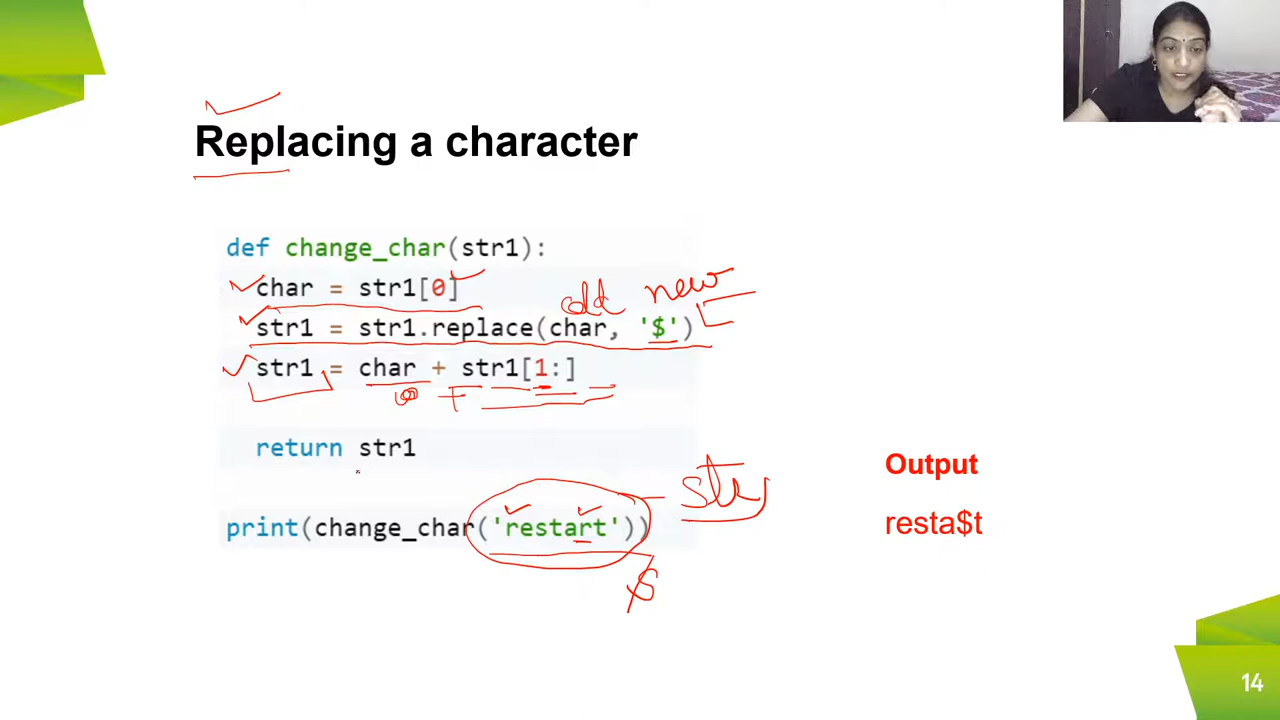 Replacing a character
def change_char(str1):
char = str1[0]
old new
str1 = str1.replace(char, '$')
str1 = char + str1[1:]
+
return str1
str
print(change_char('restart'))
$
Output
resta$t
14